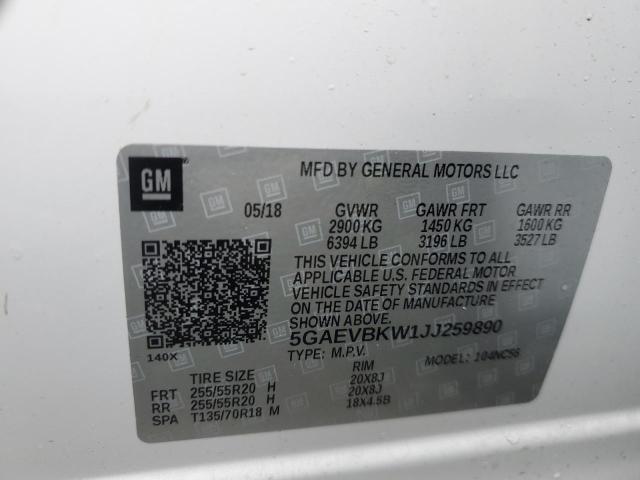 GM
MFD BY GENERAL MOTORS LLC
05/18 GVWR GAWR FRT GAWR RR
2900 KG 1450 KG 1600 KG
6394 LB 3196 LB 3527 LB
THIS VEHICLE CONFORMS TO ALL
APPLICABLE U.S. FEDERAL MOTOR
VEHICLE SAFETY STANDARDS IN EFFECT
ON THE DATE OF MANUFACTURE
SHOWN ABOVE.
5GAEVBKW1JJ259890
140X
TYPE: M.P.V. MODEL: 104NC56
TIRE SIZE RIM
FRT 255/55R20 H 20X8J
RR 255/55R20 H 20X8J
SPA T135/70R18 M 18X4.5B